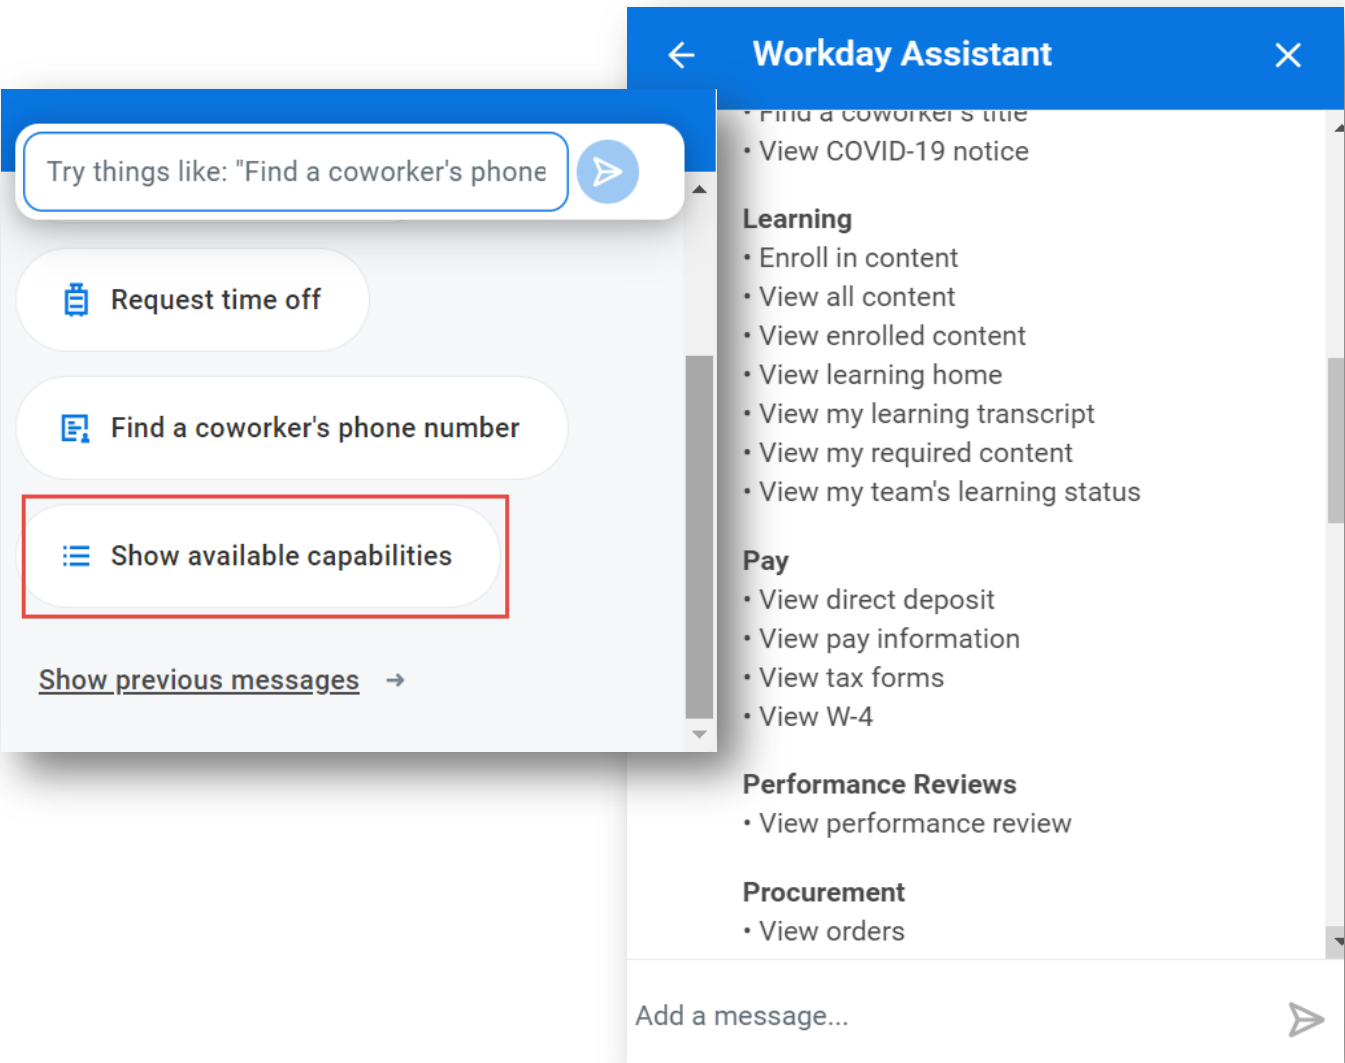 Try things like: "Find a coworker's phone
Request time off
Find a coworker's phone number
Show available capabilities
Show previous messages →
Workday Assistant
• Find a coworker's title
• View COVID-19 notice
Learning
• Enroll in content
• View all content
• View enrolled content
• View learning home
• View my learning transcript
• View my required content
• View my team's learning status
Pay
• View direct deposit
• View pay information
• View tax forms
• View W-4
Performance Reviews
• View performance review
Procurement
• View orders
Add a message...